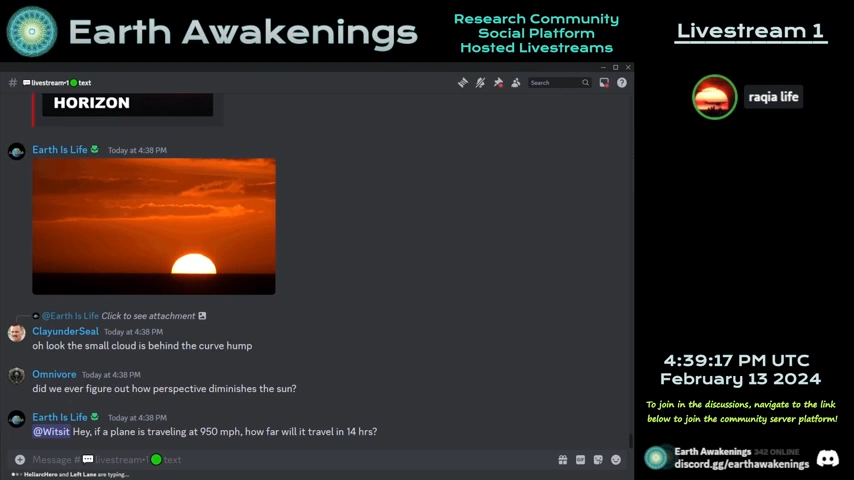 Earth Awakenings
Research Community
Social Platform
Hosted Livestreams
Livestream 1
# livestream•1 text
Search
HORIZON
raqia life
Earth Is Life Today at 4:38 PM
@Earth Is Life Click to see attachment
ClayunderSeal Today at 4:38 PM
oh look the small cloud is behind the curve hump
Omnivore Today at 4:38 PM
did we ever figure out how perspective diminishes the sun?
Earth Is Life Today at 4:38 PM
@Witsit Hey, if a plane is traveling at 950 mph, how far will it travel in 14 hrs?
Message # livestream•1 text
GIF
HeliarcHero and Left Lane are typing...
4:39:17 PM UTC
February 13 2024
To join in the discussions, navigate to the link
below to join the community server platform!
Earth Awakenings 342 ONLINE
discord.gg/earthawakenings